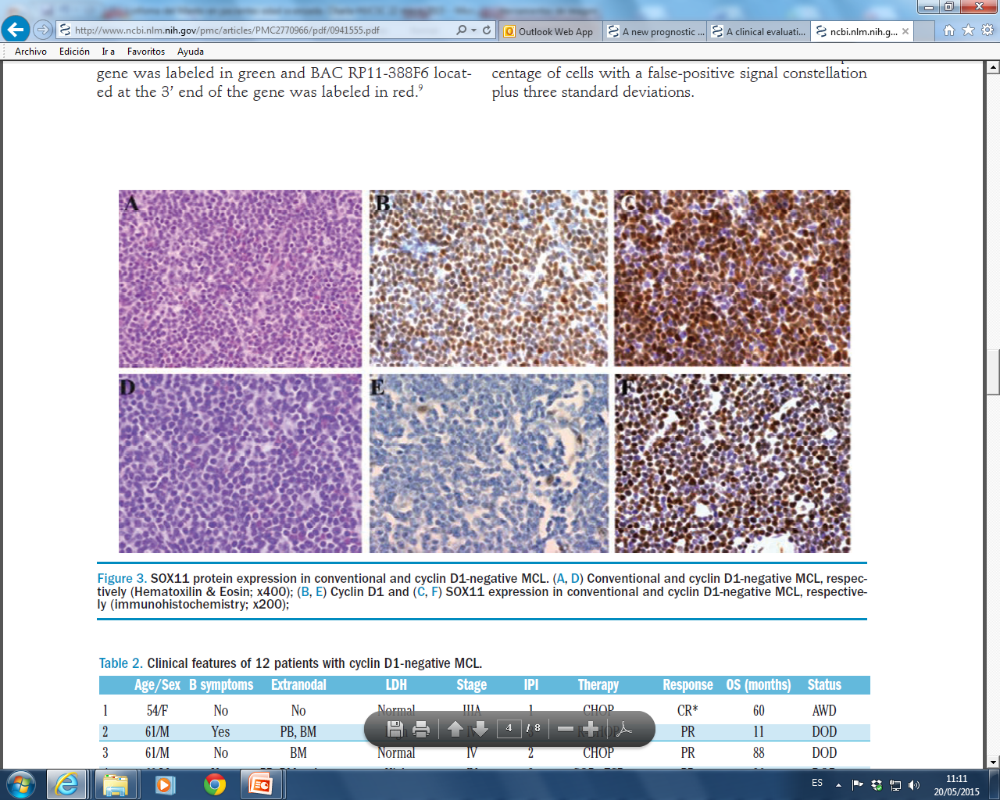 http://www.ncbi.nlm.nih.gov/pmc/articles/PMC2770966/pdf/0941555.pdf
Outlook Web App
A new prognostic ...
A clinical evaluati...
ncbi.nlm.nih.g...
Archivo Edición Ir a Favoritos Ayuda
gene was labeled in green and BAC RP11-388F6 locat-
ed at the 3’ end of the gene was labeled in red.9
centage of cells with a false-positive signal constellation
plus three standard deviations.
A
B
C
D
E
F
Figure 3. SOX11 protein expression in conventional and cyclin D1-negative MCL. (A, D) Conventional and cyclin D1-negative MCL, respec-
tively (Hematoxilin & Eosin; x400); (B, E) Cyclin D1 and (C, F) SOX11 expression in conventional and cyclin D1-negative MCL, respective-
ly (immunohistochemistry; x200);
Table 2. Clinical features of 12 patients with cyclin D1-negative MCL.
Age/Sex B symptoms Extranodal LDH Stage IPI Therapy Response OS (months) Status
1 54/F No No Normal IIIA 1 CHOP CR* 60 AWD
2 61/M Yes PB, BM PR 11 DOD
3 61/M No BM Normal IV 2 CHOP PR 88 DOD
4 / 8
ES
11:11
20/05/2015